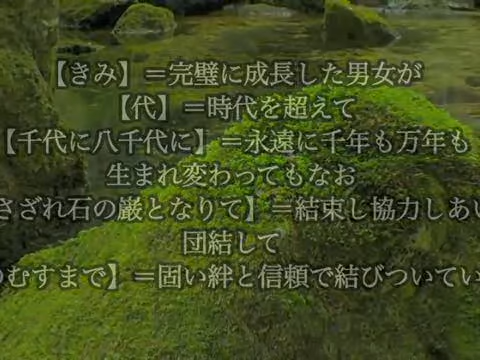 【きみ】＝完璧に成長した男女が
【代】＝時代を超えて
【千代に八千代に】＝永遠に千年も万年も
生まれ変わってもなお
さざれ石の巌となりて】＝結束し協力しあい
団結して
のむすまで】＝固い絆と信頼で結びついてい